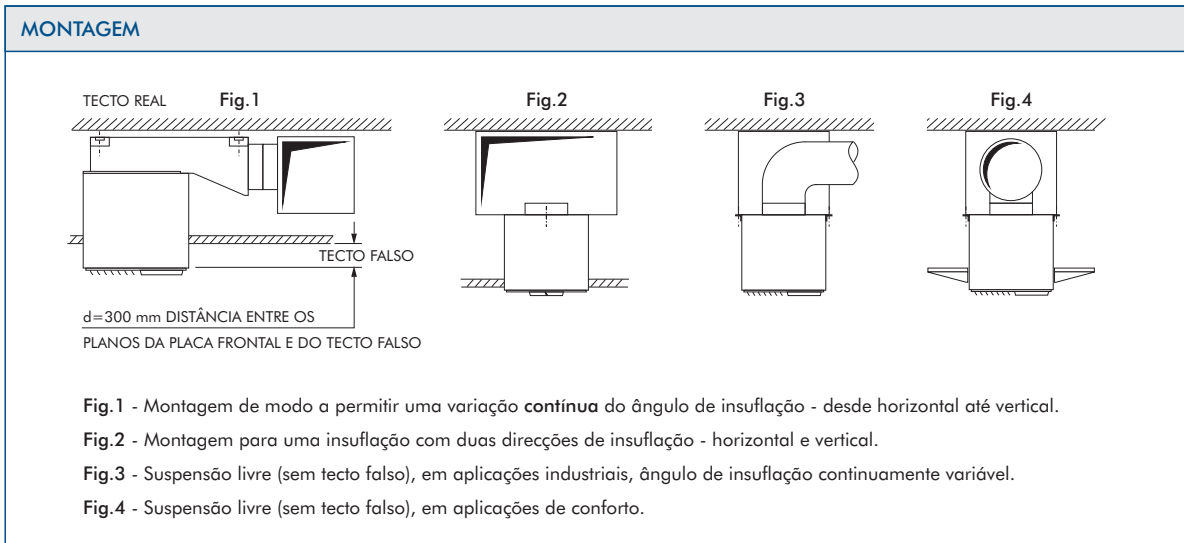 MONTAGEM
TECTO REAL
Fig.1
Fig.2
Fig.3
Fig.4
TECTO FALSO
d=300 mm DISTÂNCIA ENTRE OS
PLANOS DA PLACA FRONTAL E DO TECTO FALSO
Fig.1 - Montagem de modo a permitir uma variação contínua do ângulo de insuflação - desde horizontal até vertical.
Fig.2 - Montagem para uma insuflação com duas direcções de insuflação - horizontal e vertical.
Fig.3 - Suspensão livre (sem tecto falso), em aplicações industriais, ângulo de insuflação continuamente variável.
Fig.4 - Suspensão livre (sem tecto falso), em aplicações de conforto.